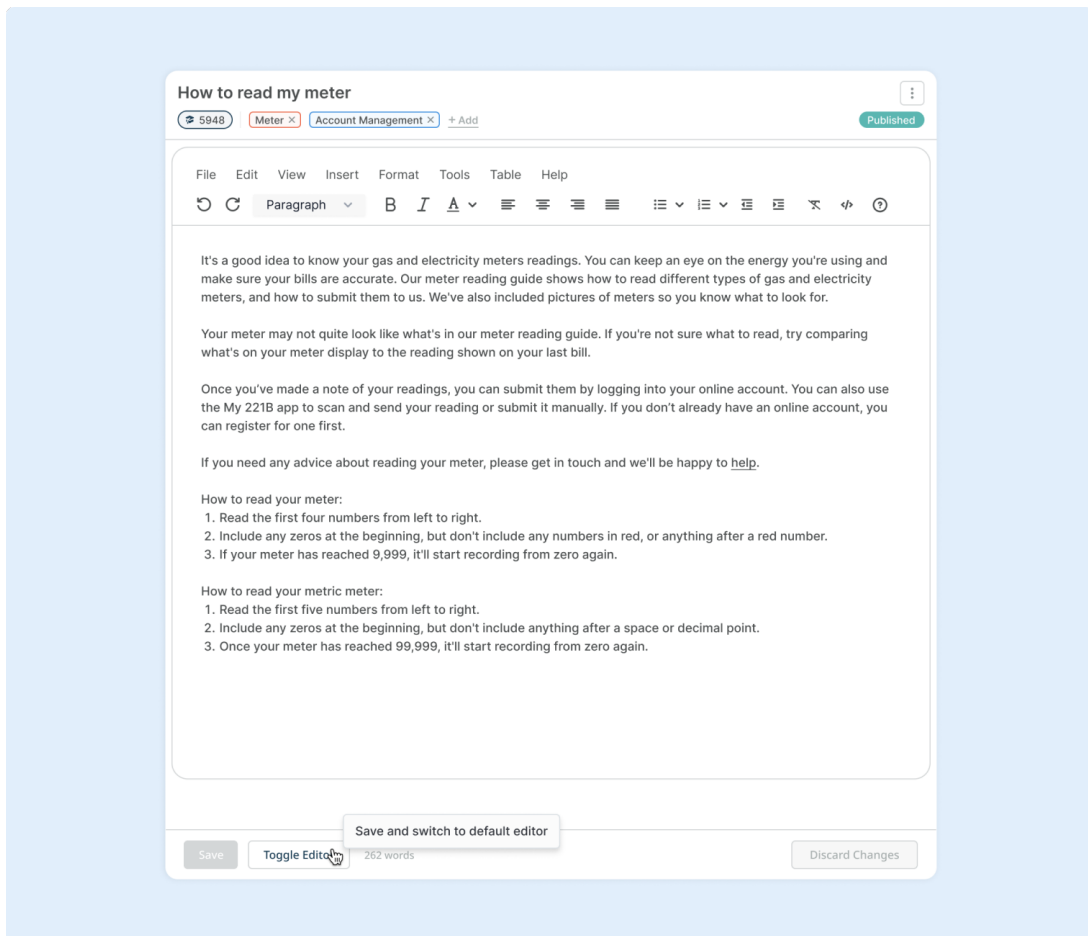 How to read my meter
5948 Meter × Account Management × + Add Published
File Edit View Insert Format Tools Table Help
Paragraph B I A
It's a good idea to know your gas and electricity meters readings. You can keep an eye on the energy you're using and
make sure your bills are accurate. Our meter reading guide shows how to read different types of gas and electricity
meters, and how to submit them to us. We've also included pictures of meters so you know what to look for.
Your meter may not quite look like what's in our meter reading guide. If you're not sure what to read, try comparing
what's on your meter display to the reading shown on your last bill.
Once you’ve made a note of your readings, you can submit them by logging into your online account. You can also use
the My 221B app to scan and send your reading or submit it manually. If you don’t already have an online account, you
can register for one first.
If you need any advice about reading your meter, please get in touch and we'll be happy to help.
How to read your meter:
1. Read the first four numbers from left to right.
2. Include any zeros at the beginning, but don't include any numbers in red, or anything after a red number.
3. If your meter has reached 9,999, it'll start recording from zero again.
How to read your metric meter:
1. Read the first five numbers from left to right.
2. Include any zeros at the beginning, but don't include anything after a space or decimal point.
3. Once your meter has reached 99,999, it'll start recording from zero again.
Save and switch to default editor
Save Toggle Edito 262 words Discard Changes